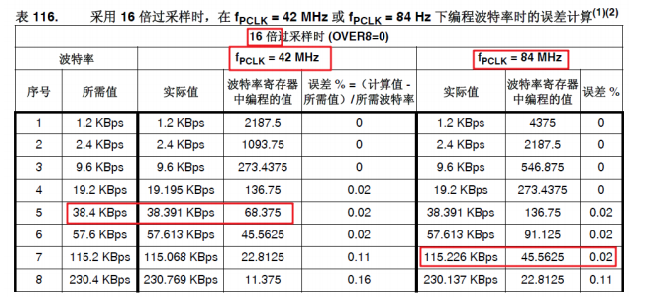 表 116. 采用 16 倍过采样时，在 fPCLK = 42 MHz 或 fPCLK = 84 Hz 下编程波特率时的误差计算(1)(2)
16 倍过采样时 (OVER8=0)
波特率 fPCLK = 42 MHz fPCLK = 84 MHz
序号 所需值 实际值 波特率寄存器中编程的值 误差 % =（计算值 - 所需值）/所需波特率 实际值 波特率寄存器中编程的值 误差 %
1 1.2 KBps 1.2 KBps 2187.5 0 1.2 KBps 4375 0
2 2.4 KBps 2.4 KBps 1093.75 0 2.4 KBps 2187.5 0
3 9.6 KBps 9.6 KBps 273.4375 0 9.6 KBps 546.875 0
4 19.2 KBps 19.195 KBps 136.75 0.02 19.2 KBps 273.4375 0
5 38.4 KBps 38.391 KBps 68.375 0.02 38.391 KBps 136.75 0.02
6 57.6 KBps 57.613 KBps 45.5625 0.02 57.613 KBps 91.125 0.02
7 115.2 KBps 115.068 KBps 22.8125 0.11 115.226 KBps 45.5625 0.02
8 230.4 KBps 230.769 KBps 11.375 0.16 230.137 KBps 22.8125 0.11